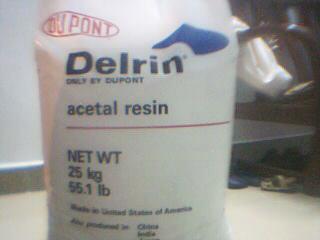 DUPONT
Delrin®
ONLY BY DUPONT
acetal resin
NET WT
25 kg
55.1 lb
Made in United States of America
Also produced in China
India